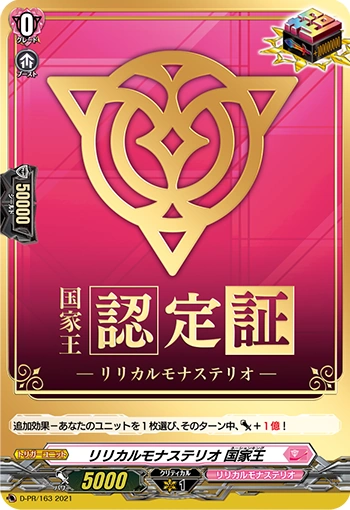 0
グレード
ブースト
50000
シールド
国家王
認定証
―リリカルモナステリオ―
追加効果－あなたのユニットを1枚選び、そのターン中、+1億！
トリガーユニット
リリカルモナステリオ 国家王
パワー
5000
クリティカル
1
リリカルモナステリオ
D-PR/163 2021